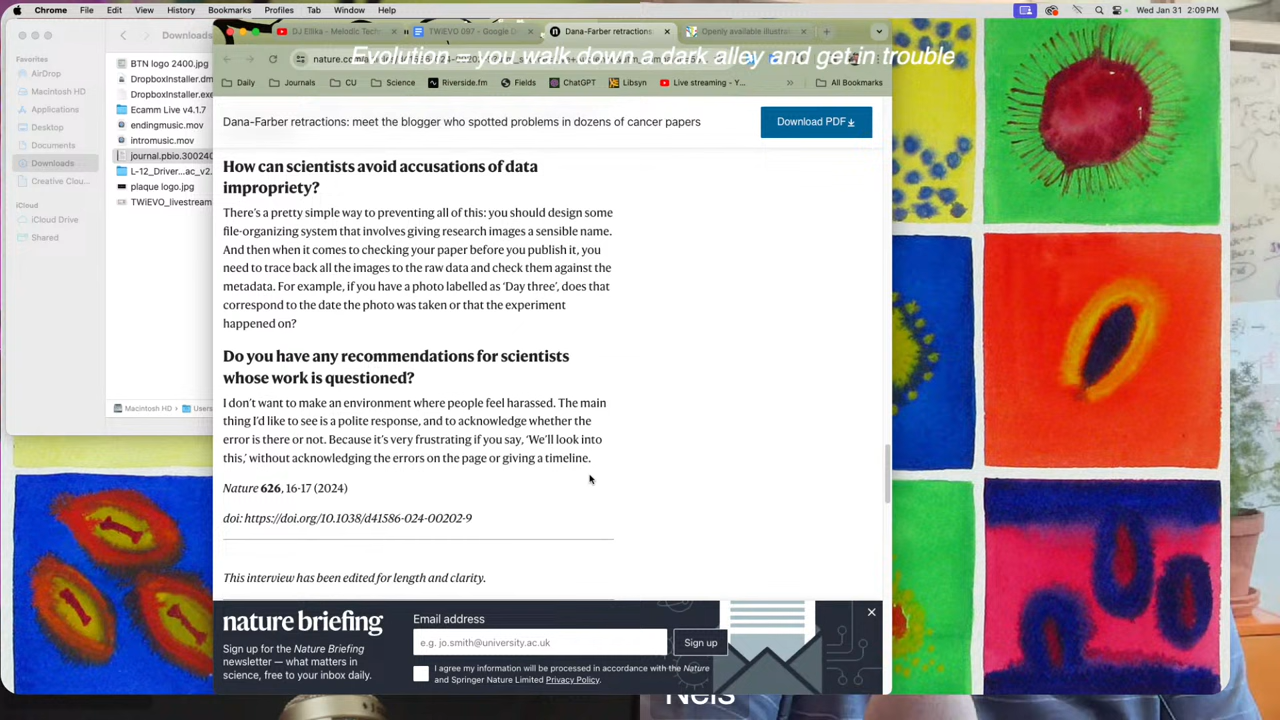 Chrome File Edit View History Bookmarks Profiles Tab Window Help Wed Jan 31 2:09 PM
Downloads
DJ Ellika - Melodic Tech
TWiEVO 097 - Google D
Dana-Farber retractions:
Openly available illustra
nature.com/
Evolution = you walk down a dark alley and get in trouble
Daily Journals CU Science Riverside.fm Fields ChatGPT Libsyn Live streaming - Y... All Bookmarks
Favorites
AirDrop
Macintosh HD
Applications
Desktop
Documents
Downloads
Creative Clou...
iCloud
iCloud Drive
Shared
BTN logo 2400.jpg
DropboxInstaller.dm
DropboxInstaller.exe
Ecamm Live v4.1.7
endingmusic.mov
intromusic.mov
journal.pbio.300240
L-12_Driver...ac_v2.
plaque logo.jpg
TWiEVO_livestream
Macintosh HD › Users
Dana-Farber retractions: meet the blogger who spotted problems in dozens of cancer papers
Download PDF
How can scientists avoid accusations of data
impropriety?
There's a pretty simple way to preventing all of this: you should design some
file-organizing system that involves giving research images a sensible name.
And then when it comes to checking your paper before you publish it, you
need to trace back all the images to the raw data and check them against the
metadata. For example, if you have a photo labelled as 'Day three', does that
correspond to the date the photo was taken or that the experiment
happened on?
Do you have any recommendations for scientists
whose work is questioned?
I don't want to make an environment where people feel harassed. The main
thing I'd like to see is a polite response, and to acknowledge whether the
error is there or not. Because it's very frustrating if you say, 'We'll look into
this,' without acknowledging the errors on the page or giving a timeline.
Nature 626, 16-17 (2024)
doi: https://doi.org/10.1038/d41586-024-00202-9
This interview has been edited for length and clarity.
nature briefing
Sign up for the Nature Briefing
newsletter — what matters in
science, free to your inbox daily.
Email address
e.g. jo.smith@university.ac.uk
Sign up
I agree my information will be processed in accordance with the Nature
and Springer Nature Limited Privacy Policy.
Nels